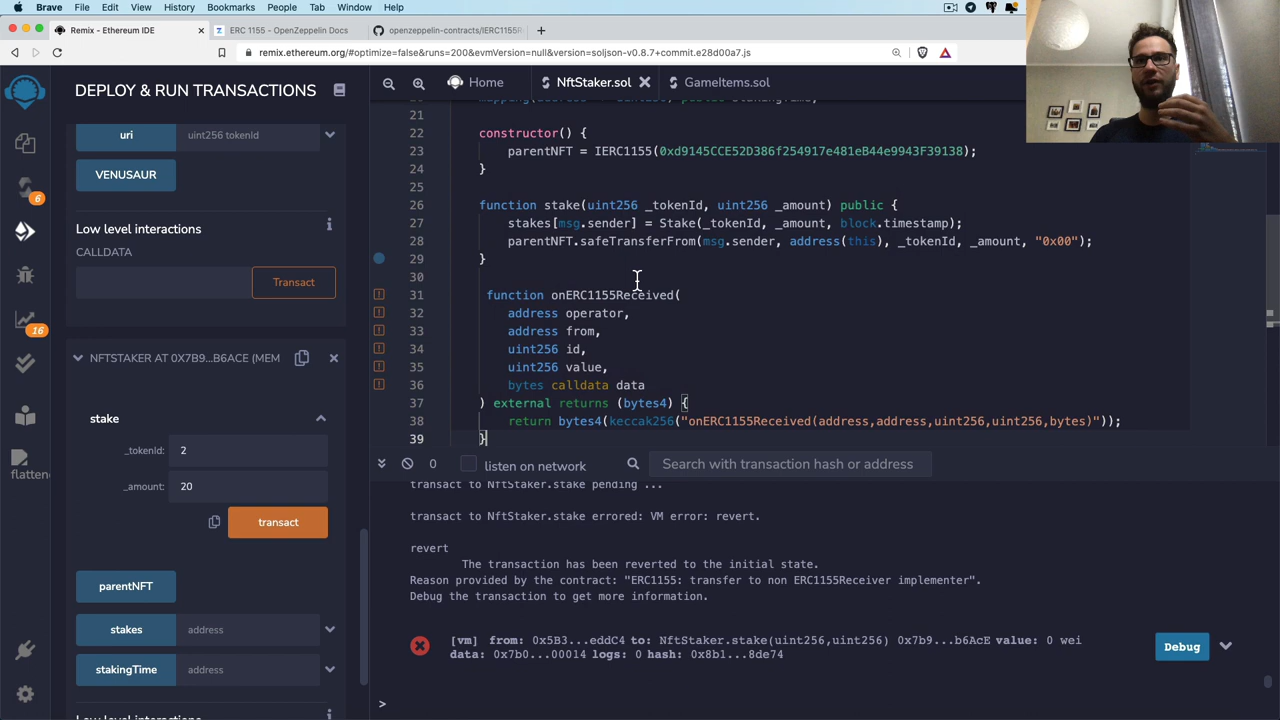 Brave File Edit View History Bookmarks People Tab Window Help
Remix - Ethereum IDE
ERC 1155 - OpenZeppelin Docs
openzeppelin-contracts/IERC1155R
remix.ethereum.org/#optimize=false&runs=200&evmVersion=null&version=soljson-v0.8.7+commit.e28d00a7.js
DEPLOY & RUN TRANSACTIONS
Home
NftStaker.sol
GameItems.sol
uri uint256 tokenId
VENUSAUR
Low level interactions
CALLDATA
Transact
NFTSTAKER AT 0X7B9...B6ACE (MEM
stake
_tokenId: 2
_amount: 20
transact
parentNFT
stakes address
stakingTime address
6
16
flatten
21
22 constructor() {
23 parentNFT = IERC1155(0xd9145CCE52D386f254917e481eB44e9943F39138);
24 }
25
26 function stake(uint256 _tokenId, uint256 _amount) public {
27 stakes[msg.sender] = Stake(_tokenId, _amount, block.timestamp);
28 parentNFT.safeTransferFrom(msg.sender, address(this), _tokenId, _amount, "0x00");
29 }
30
31 function onERC1155Received(
32 address operator,
33 address from,
34 uint256 id,
35 uint256 value,
36 bytes calldata data
37 ) external returns (bytes4) {
38 return bytes4(keccak256("onERC1155Received(address,address,uint256,uint256,bytes)"));
39 }
0 listen on network Search with transaction hash or address
transact to NftStaker.stake pending ...
transact to NftStaker.stake errored: VM error: revert.
revert
The transaction has been reverted to the initial state.
Reason provided by the contract: "ERC1155: transfer to non ERC1155Receiver implementer".
Debug the transaction to get more information.
[vm] from: 0x5B3...eddC4 to: NftStaker.stake(uint256,uint256) 0x7b9...b6AcE value: 0 wei
data: 0x7b0...00014 logs: 0 hash: 0x8b1...8de74
Debug
>